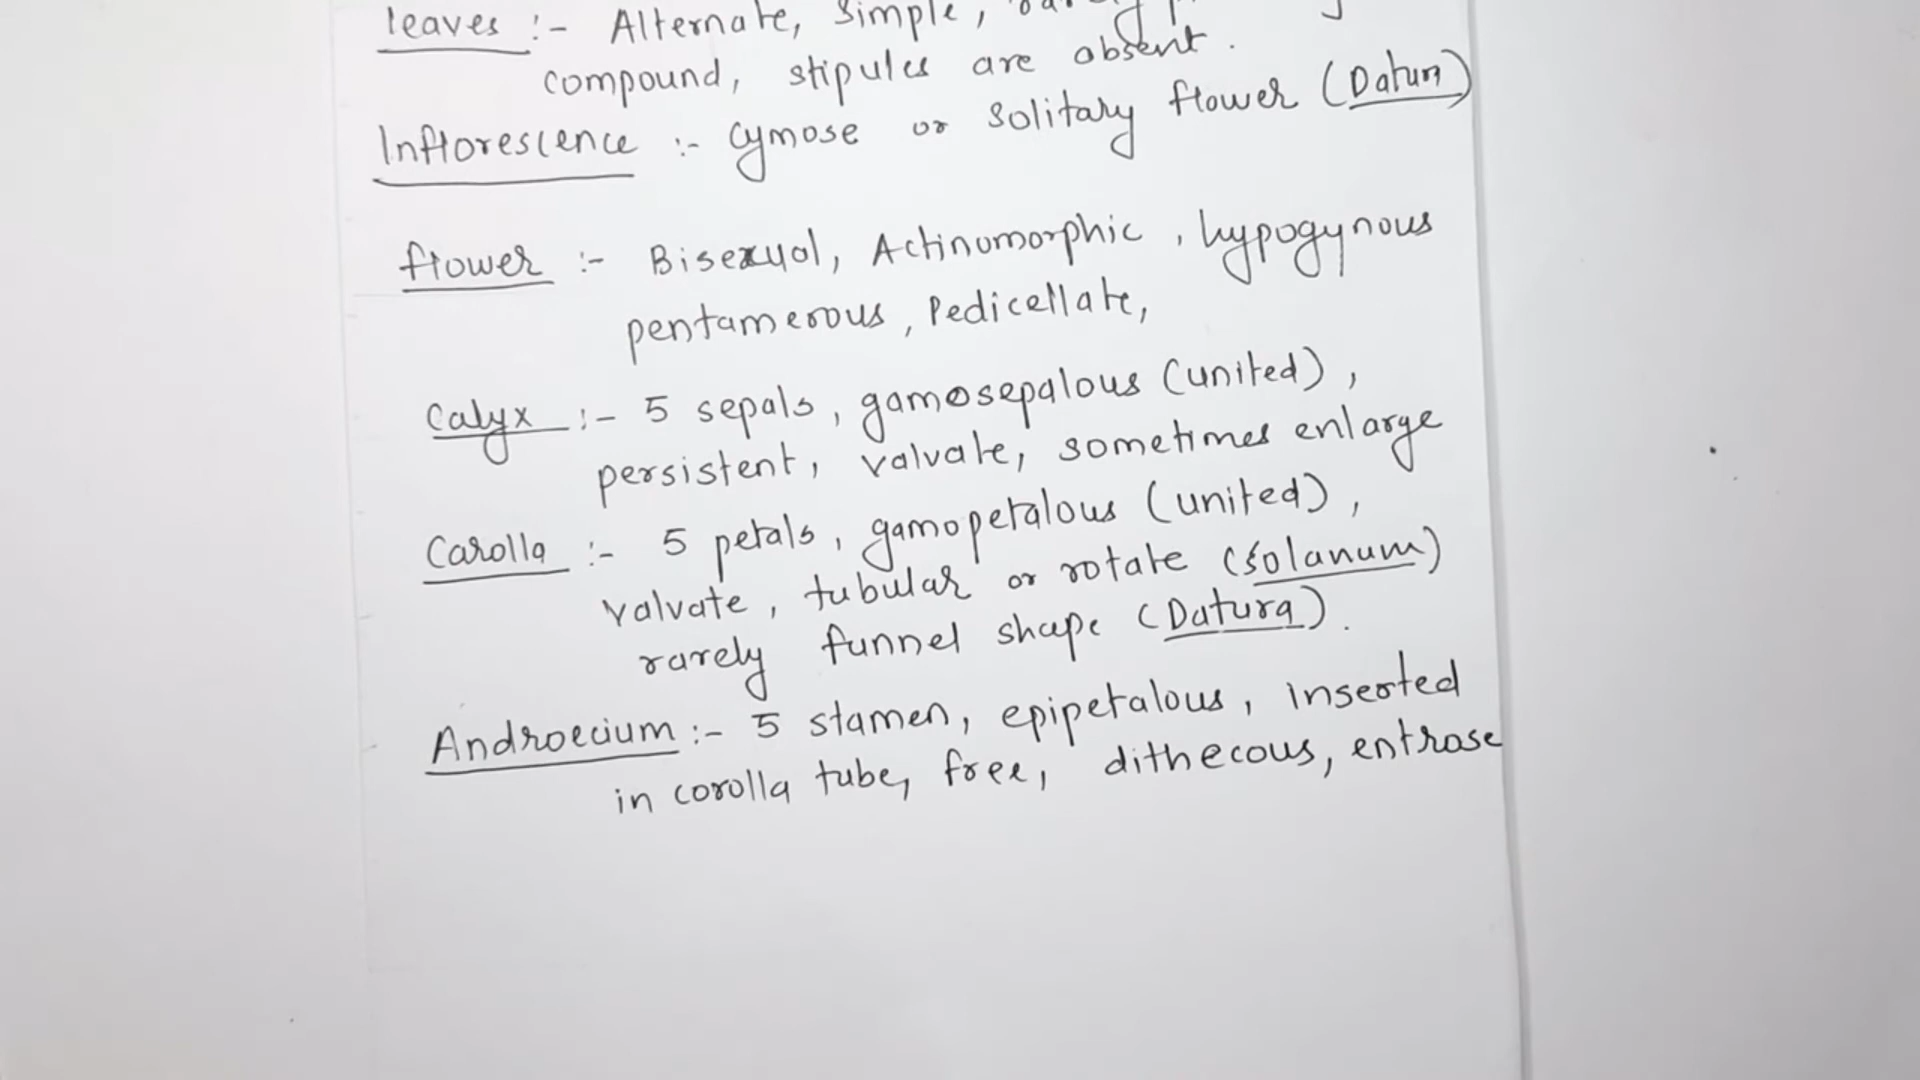 leaves :- Alternate, simple,
compound, stipules are absent.
Inflorescence :- Cymose or solitary flower (Datura)
flower :- Bisexual, Actinomorphic, hypogynous
pentamerous, Pedicellate,
Calyx :- 5 sepals, gamosepalous (united),
persistent, valvate, sometimes enlarge
Carolla :- 5 petals, gamopetalous (united),
valvate, tubular or rotate (Solanum)
rarely funnel shape (Datura).
Androecium :- 5 stamen, epipetalous, inserted
in corolla tube, free, dithecous, entrose